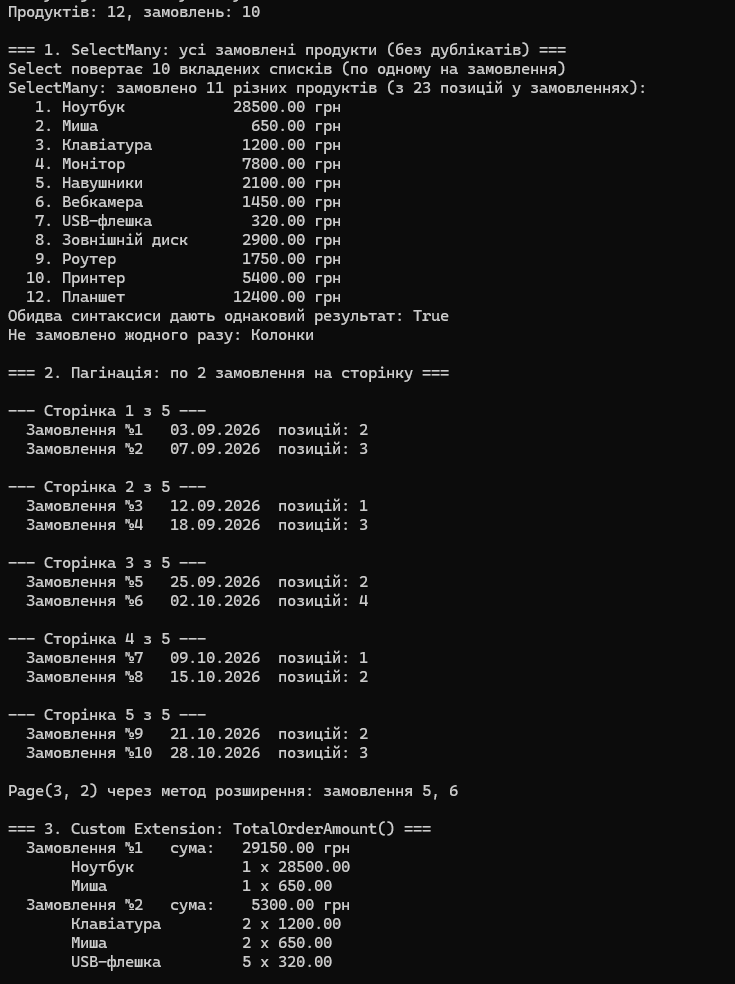 Продуктів: 12, замовлень: 10
=== 1. SelectMany: усі замовлені продукти (без дублікатів) ===
Select повертає 10 вкладених списків (по одному на замовлення)
SelectMany: замовлено 11 різних продуктів (з 23 позицій у замовленнях):
1. Ноутбук 28500.00 грн
2. Миша 650.00 грн
3. Клавіатура 1200.00 грн
4. Монітор 7800.00 грн
5. Навушники 2100.00 грн
6. Вебкамера 1450.00 грн
7. USB-флешка 320.00 грн
8. Зовнішній диск 2900.00 грн
9. Роутер 1750.00 грн
10. Принтер 5400.00 грн
12. Планшет 12400.00 грн
Обидва синтаксиси дають однаковий результат: True
Не замовлено жодного разу: Колонки
=== 2. Пагінація: по 2 замовлення на сторінку ===
--- Сторінка 1 з 5 ---
Замовлення №1 03.09.2026 позицій: 2
Замовлення №2 07.09.2026 позицій: 3
--- Сторінка 2 з 5 ---
Замовлення №3 12.09.2026 позицій: 1
Замовлення №4 18.09.2026 позицій: 3
--- Сторінка 3 з 5 ---
Замовлення №5 25.09.2026 позицій: 2
Замовлення №6 02.10.2026 позицій: 4
--- Сторінка 4 з 5 ---
Замовлення №7 09.10.2026 позицій: 1
Замовлення №8 15.10.2026 позицій: 2
--- Сторінка 5 з 5 ---
Замовлення №9 21.10.2026 позицій: 2
Замовлення №10 28.10.2026 позицій: 3
Page(3, 2) через метод розширення: замовлення 5, 6
=== 3. Custom Extension: TotalOrderAmount() ===
Замовлення №1 сума: 29150.00 грн
Ноутбук 1 x 28500.00
Миша 1 x 650.00
Замовлення №2 сума: 5300.00 грн
Клавіатура 2 x 1200.00
Миша 2 x 650.00
USB-флешка 5 x 320.00